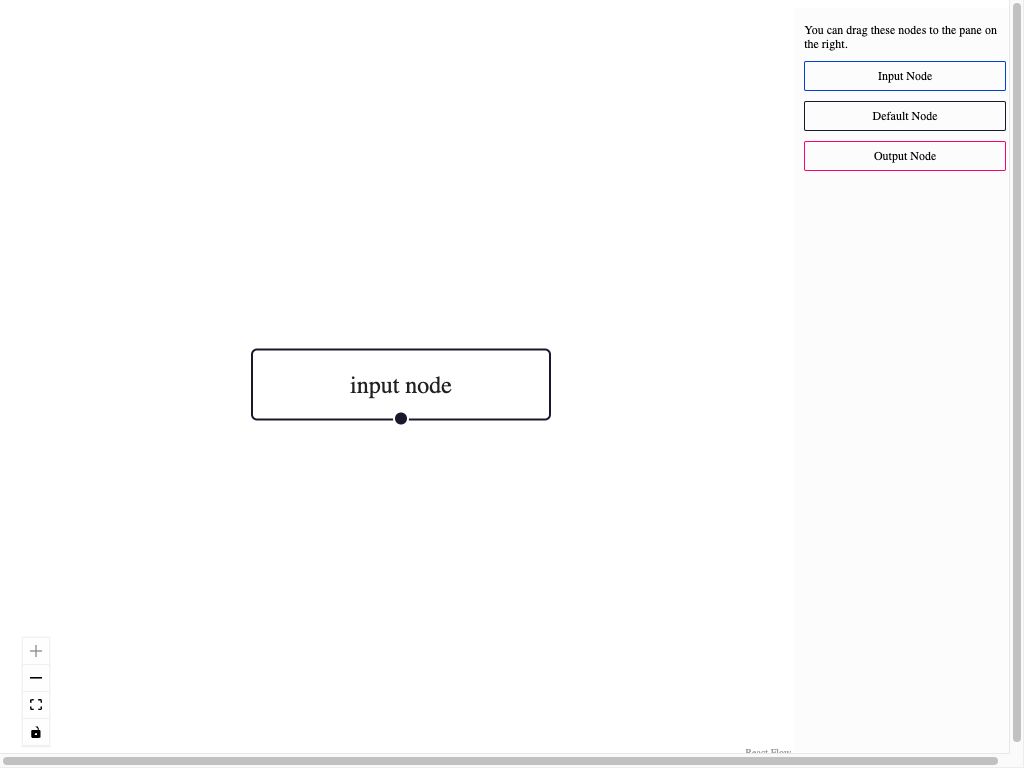 You can drag these nodes to the pane on
the right.
Input Node
Default Node
Output Node
input node
React Flow